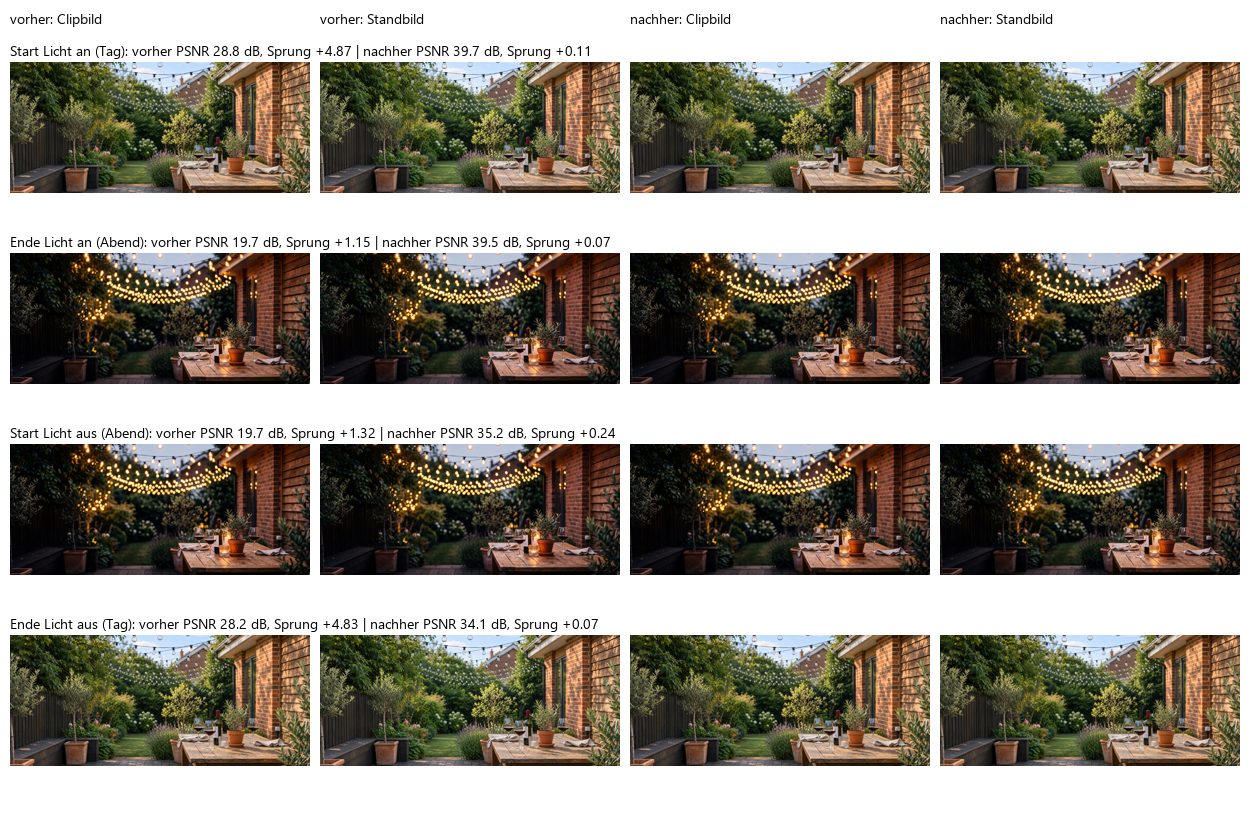 vorher: Clipbild
vorher: Standbild
nachher: Clipbild
nachher: Standbild
Start Licht an (Tag): vorher PSNR 28.8 dB, Sprung +4.87 | nachher PSNR 39.7 dB, Sprung +0.11
Ende Licht an (Abend): vorher PSNR 19.7 dB, Sprung +1.15 | nachher PSNR 39.5 dB, Sprung +0.07
Start Licht aus (Abend): vorher PSNR 19.7 dB, Sprung +1.32 | nachher PSNR 35.2 dB, Sprung +0.24
Ende Licht aus (Tag): vorher PSNR 28.2 dB, Sprung +4.83 | nachher PSNR 34.1 dB, Sprung +0.07